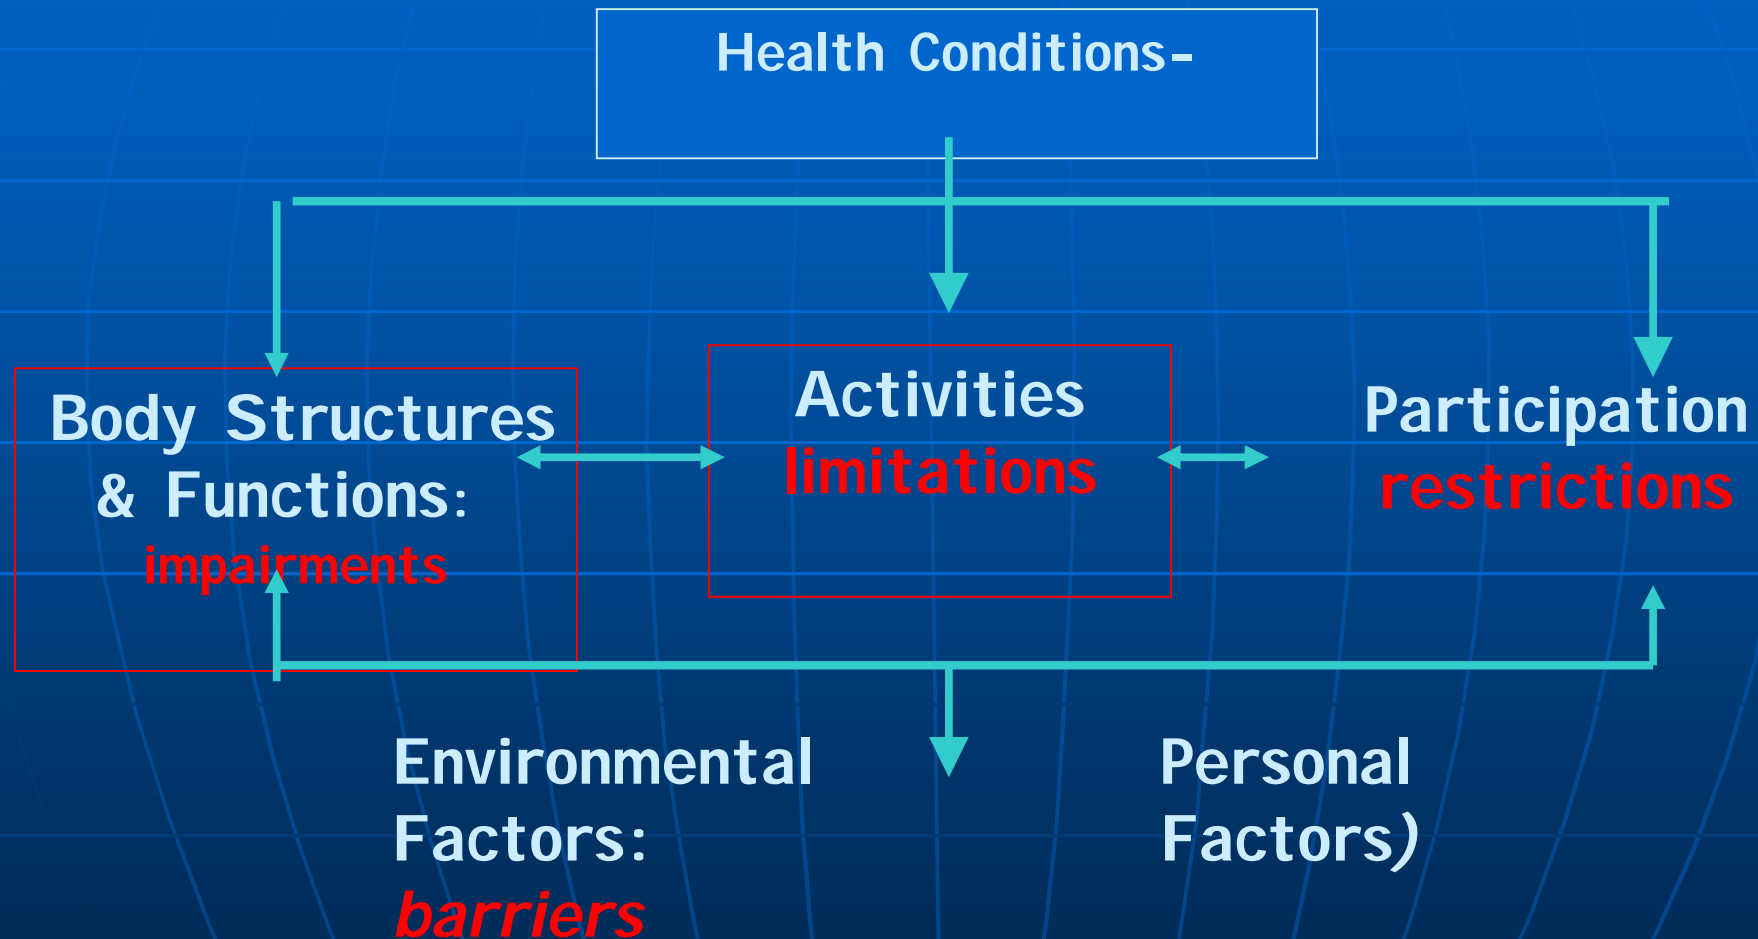 Health Conditions-
Body Structures
& Functions:
impairments
Activities
limitations
Participation
restrictions
Environmental
Factors:
barriers
Personal
Factors)